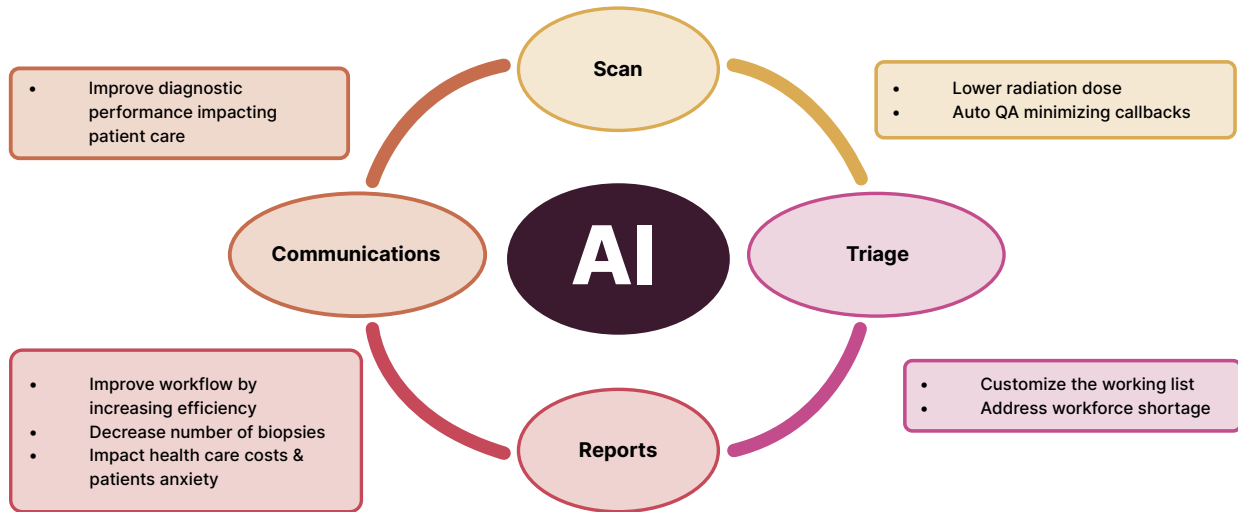 Scan
• Improve diagnostic
performance impacting
patient care
• Lower radiation dose
• Auto QA minimizing callbacks
Communications
AI
Triage
• Improve workflow by
increasing efficiency
• Decrease number of biopsies
• Impact health care costs &
patients anxiety
Reports
• Customize the working list
• Address workforce shortage